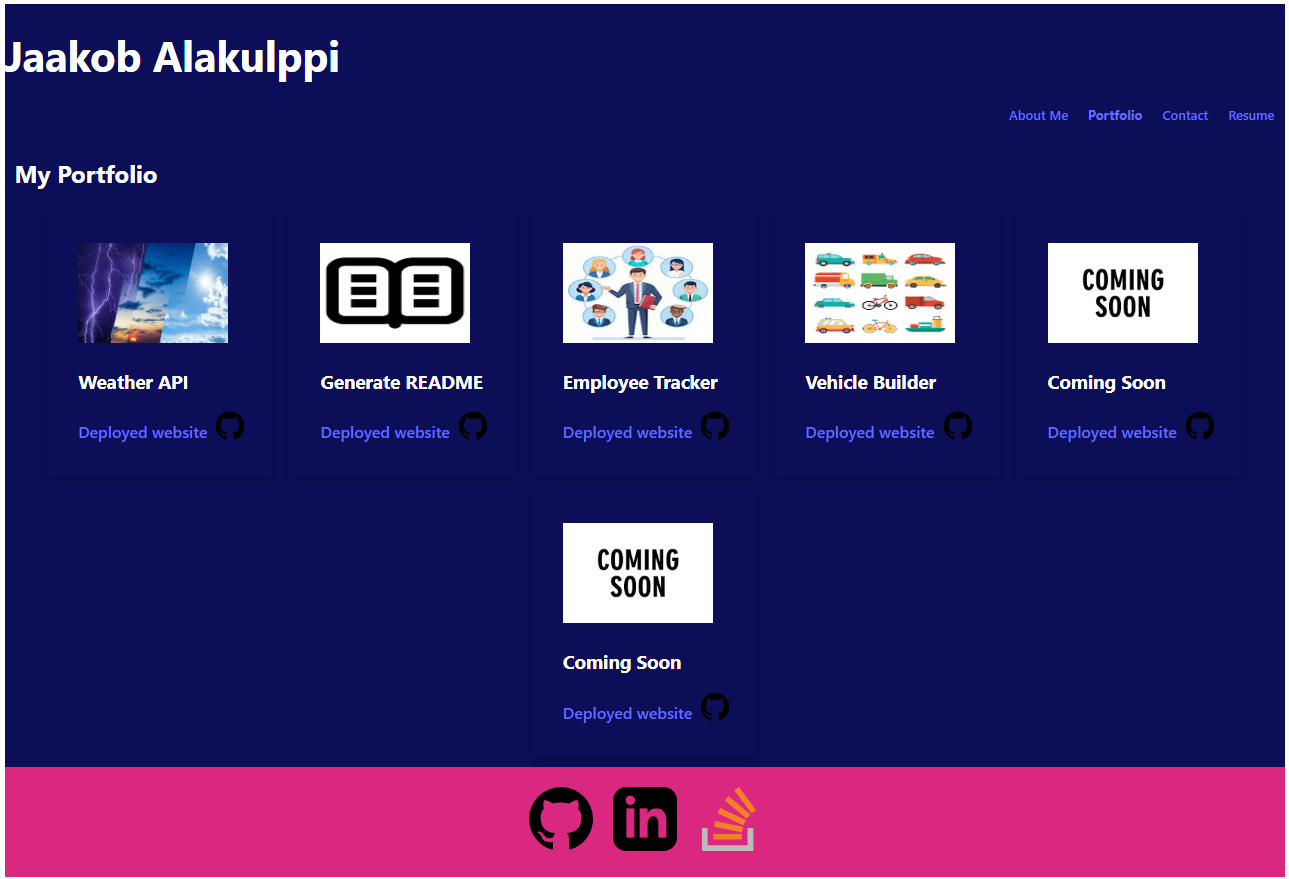 Jaakob Alakulppi
About Me Portfolio Contact Resume
My Portfolio
COMING
SOON
Weather API Generate README Employee Tracker Vehicle Builder Coming Soon
Deployed website Deployed website Deployed website Deployed website Deployed website
COMING
SOON
Coming Soon
Deployed website
in